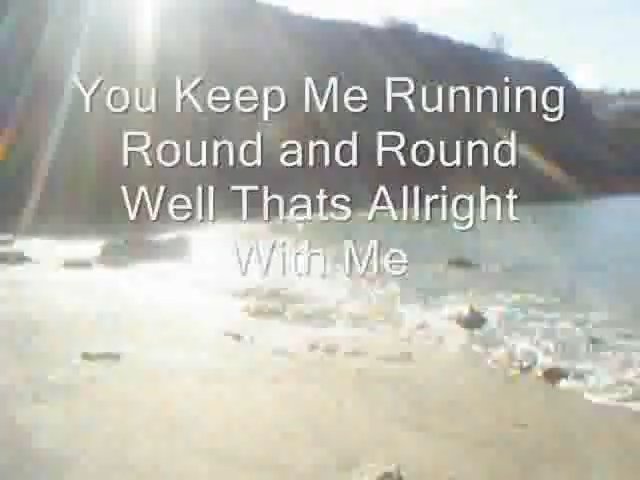 You Keep Me Running
Round and Round
Well Thats Allright
With Me